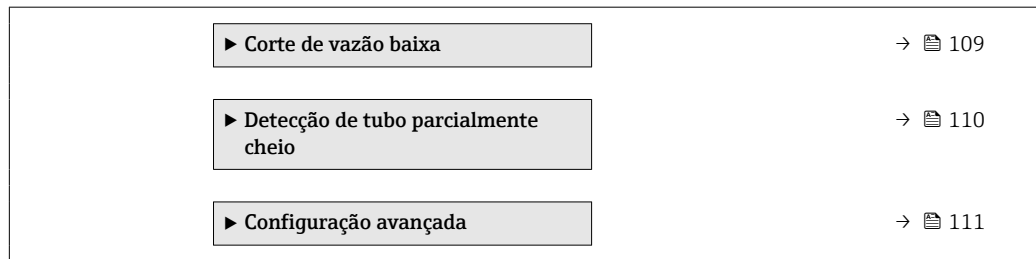 ▶ Corte de vazão baixa → 🖹 109
▶ Detecção de tubo parcialmente → 🖹 110
cheio
▶ Configuração avançada → 🖹 111